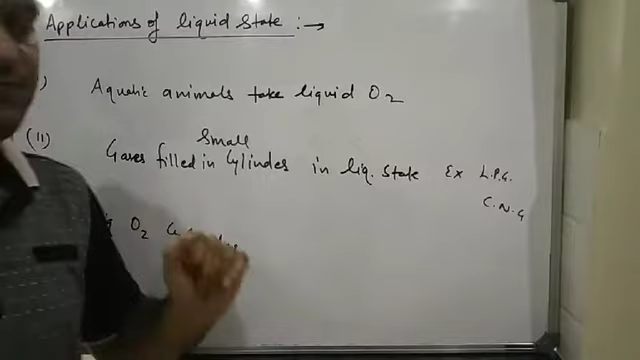 Applications of liquid State :→
) Aquatic animals take liquid O2
(II) Gases filled in small Cylinders in liq. state Ex L.P.G.
C.N.G
O2